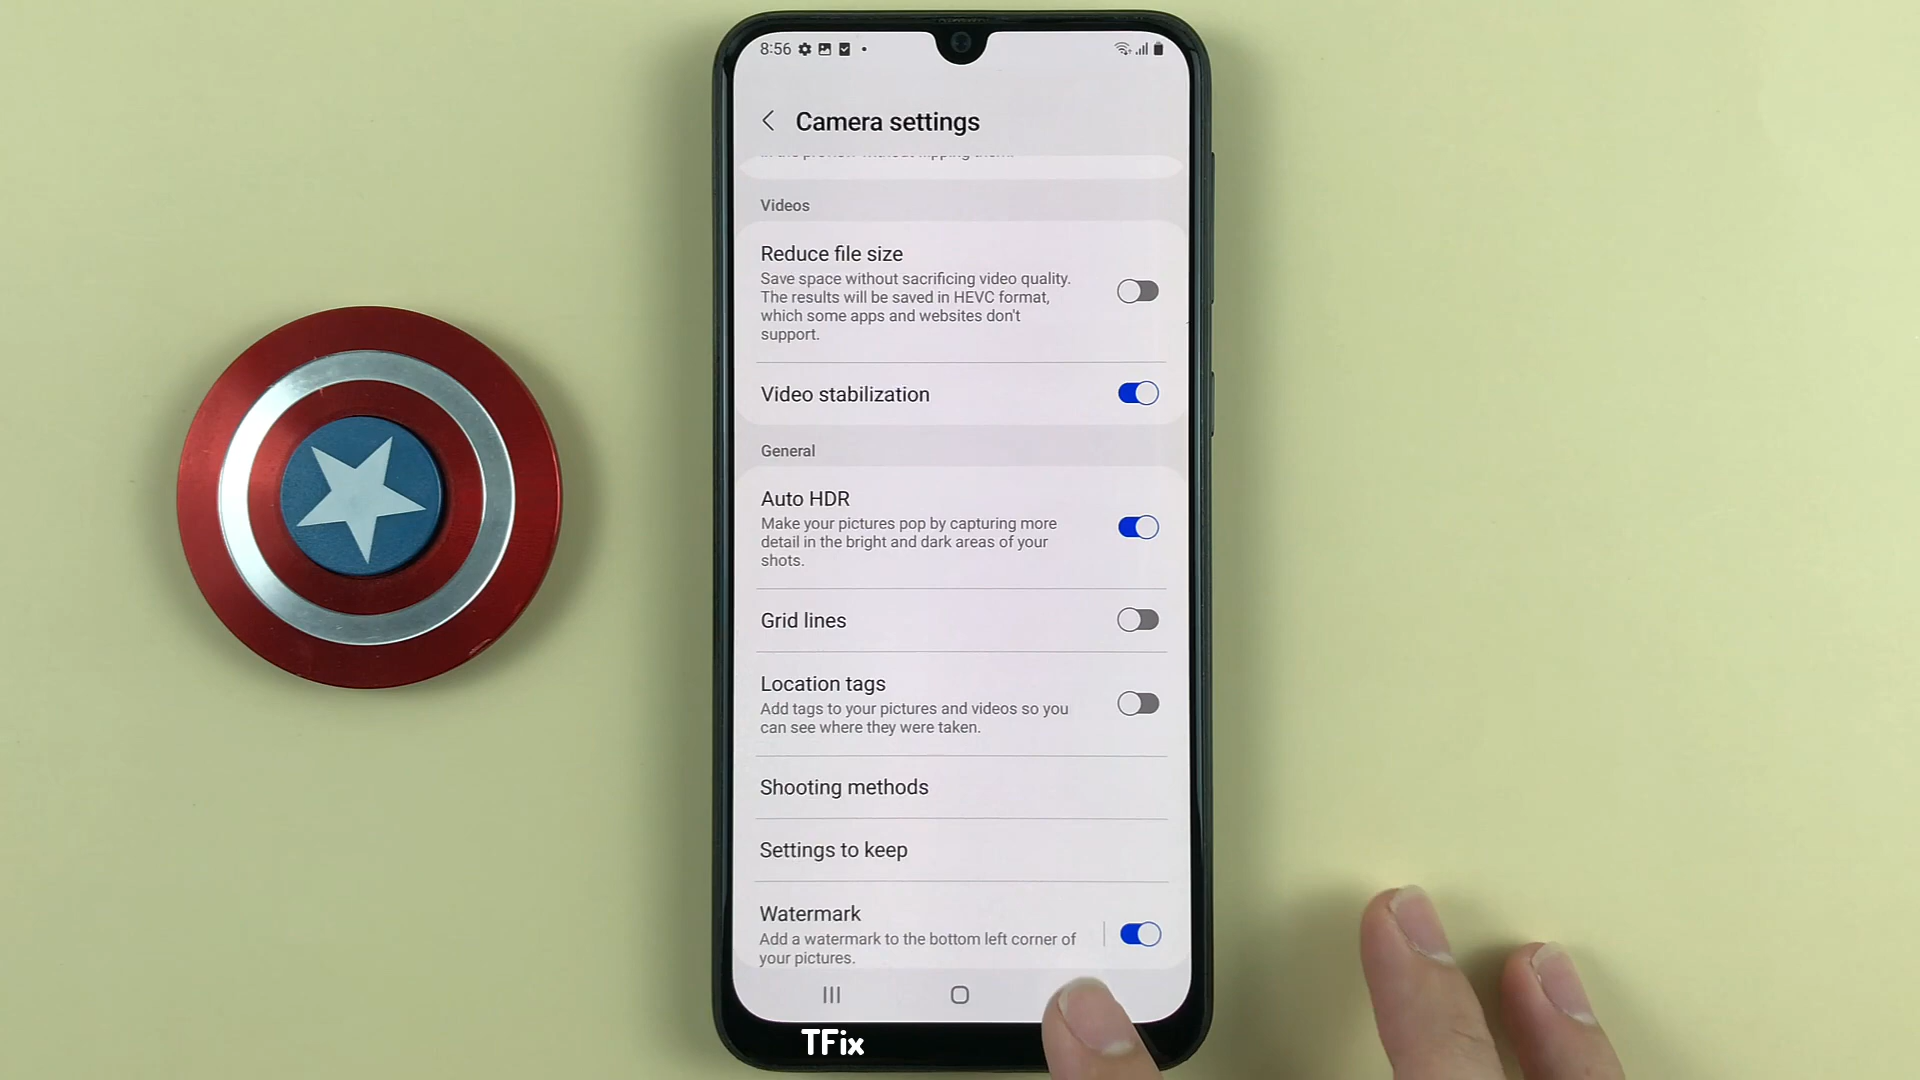 8:56
Camera settings
Videos
Reduce file size
Save space without sacrificing video quality.
The results will be saved in HEVC format,
which some apps and websites don't
support.
Video stabilization
General
Auto HDR
Make your pictures pop by capturing more
detail in the bright and dark areas of your
shots.
Grid lines
Location tags
Add tags to your pictures and videos so you
can see where they were taken.
Shooting methods
Settings to keep
Watermark
Add a watermark to the bottom left corner of
your pictures.
TFix